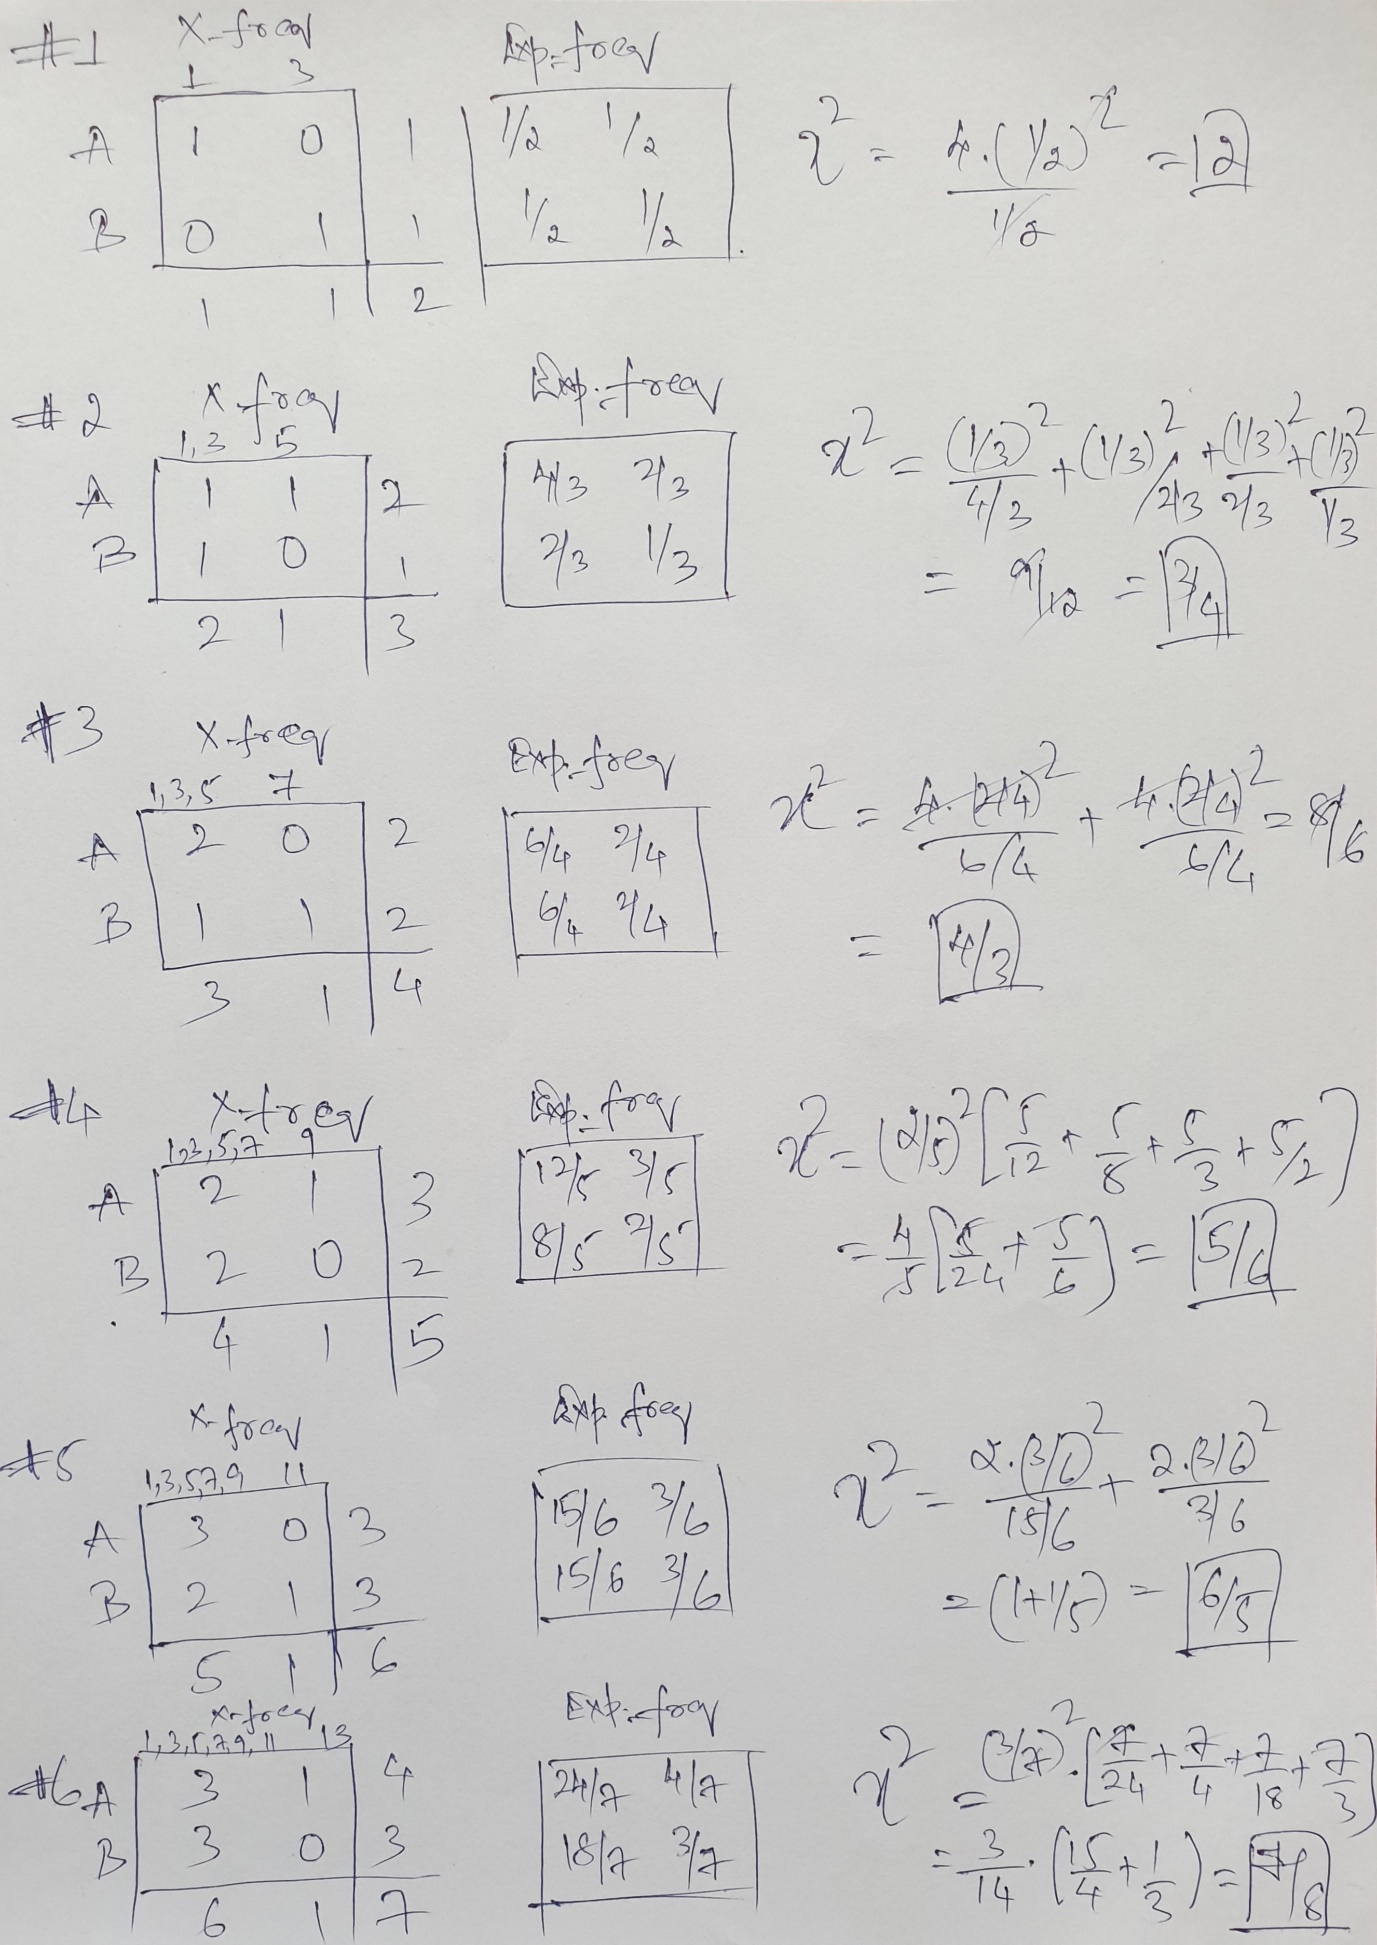 #1 X-freq Exp-freq
1 3
A 1 0 1 1/2 1/2 x² = 4.(1/2)² / 1/2 = 2
B 0 1 1 1/2 1/2
1 1 2
#2 X-freq Exp-freq
1,3 5
A 1 1 2 4/3 2/3 x² = (1/3)²/4/3 + (1/3)²/2/3 + (1/3)²/2/3 + (1/3)²/1/3
B 1 0 1 2/3 1/3 = 9/12 = 3/4
2 1 3
#3 X-freq Exp-freq
1,3,5 7
A 2 0 2 6/4 2/4 x² = 4.(2/4)²/6/4 + 4.(2/4)²/6/4 = 8/6
B 1 1 2 6/4 2/4 = 4/3
3 1 4
#4 X-freq Exp-freq
1,3,5,7 9
A 2 1 3 12/5 3/5 x² = (2/5)² [5/12 + 5/8 + 5/3 + 5/2]
B 2 0 2 8/5 2/5 = 4/5 [5/24 + 5/6] = 5/6
4 1 5
#5 X-freq Exp-freq
1,3,5,7,9 11
A 3 0 3 15/6 3/6 x² = 2.(3/6)²/15/6 + 2.(3/6)²/3/6
B 2 1 3 15/6 3/6 = (1+1/5) = 6/5
5 1 6
X-freq Exp-freq
1,3,5,7,9,11 13
#6 A 3 1 4 24/7 4/7 x² = (3/7)².[7/24 + 7/4 + 7/18 + 7/3]
B 3 0 3 18/7 3/7 = 3/14.(15/4 + 1/3) = 7/8
6 1 7